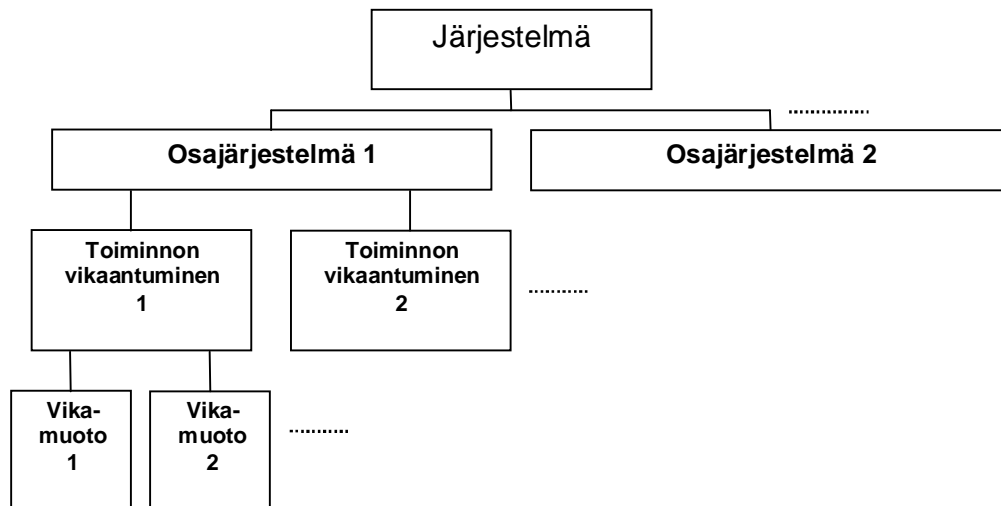 Järjestelmä
Osajärjestelmä 1
Osajärjestelmä 2
Toiminnon
vikaantuminen
1
Toiminnon
vikaantuminen
2
Vika-
muoto
1
Vika-
muoto
2